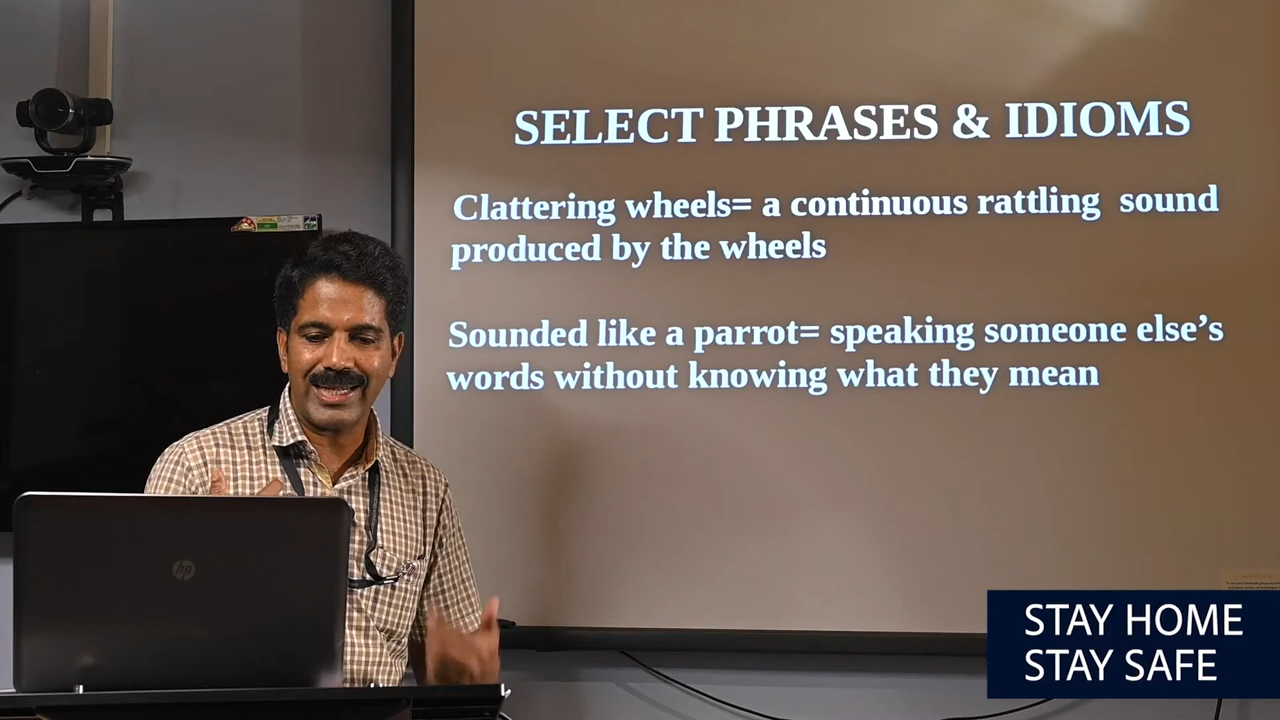 SELECT PHRASES & IDIOMS
Clattering wheels= a continuous rattling sound
produced by the wheels
Sounded like a parrot= speaking someone else’s
words without knowing what they mean
hp
STAY HOME
STAY SAFE